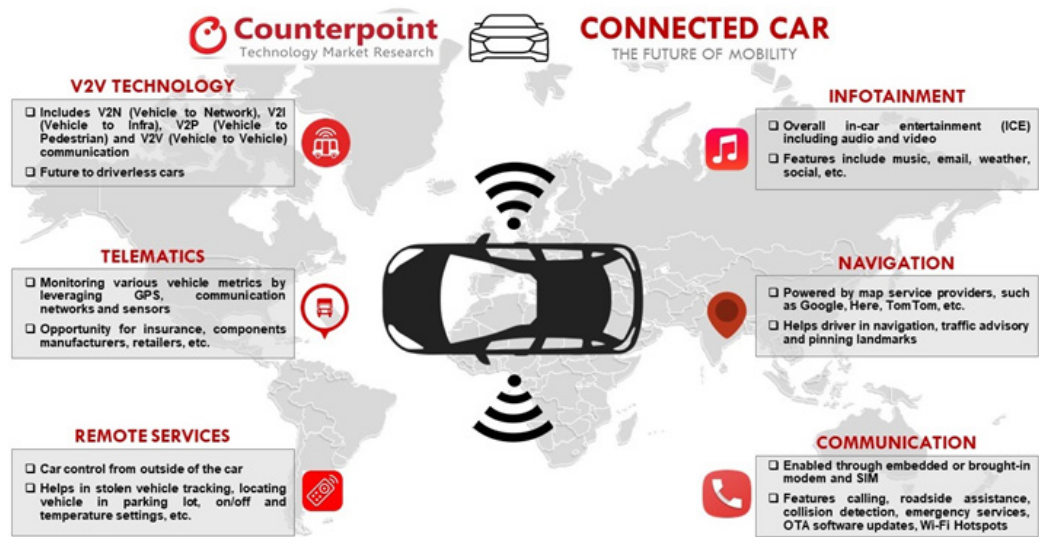 Counterpoint
Technology Market Research
CONNECTED CAR
THE FUTURE OF MOBILITY
V2V TECHNOLOGY
❑ Includes V2N (Vehicle to Network), V2I
(Vehicle to Infra), V2P (Vehicle to
Pedestrian) and V2V (Vehicle to Vehicle)
communication
❑ Future to driverless cars
TELEMATICS
❑ Monitoring various vehicle metrics by
leveraging GPS, communication
networks and sensors
❑ Opportunity for insurance, components
manufacturers, retailers, etc.
REMOTE SERVICES
❑ Car control from outside of the car
❑ Helps in stolen vehicle tracking, locating
vehicle in parking lot, on/off and
temperature settings, etc.
INFOTAINMENT
❑ Overall in-car entertainment (ICE)
including audio and video
❑ Features include music, email, weather,
social, etc.
NAVIGATION
❑ Powered by map service providers, such
as Google, Here, TomTom, etc.
❑ Helps driver in navigation, traffic advisory
and pinning landmarks
COMMUNICATION
❑ Enabled through embedded or brought-in
modem and SIM
❑ Features calling, roadside assistance,
collision detection, emergency services,
OTA software updates, Wi-Fi Hotspots